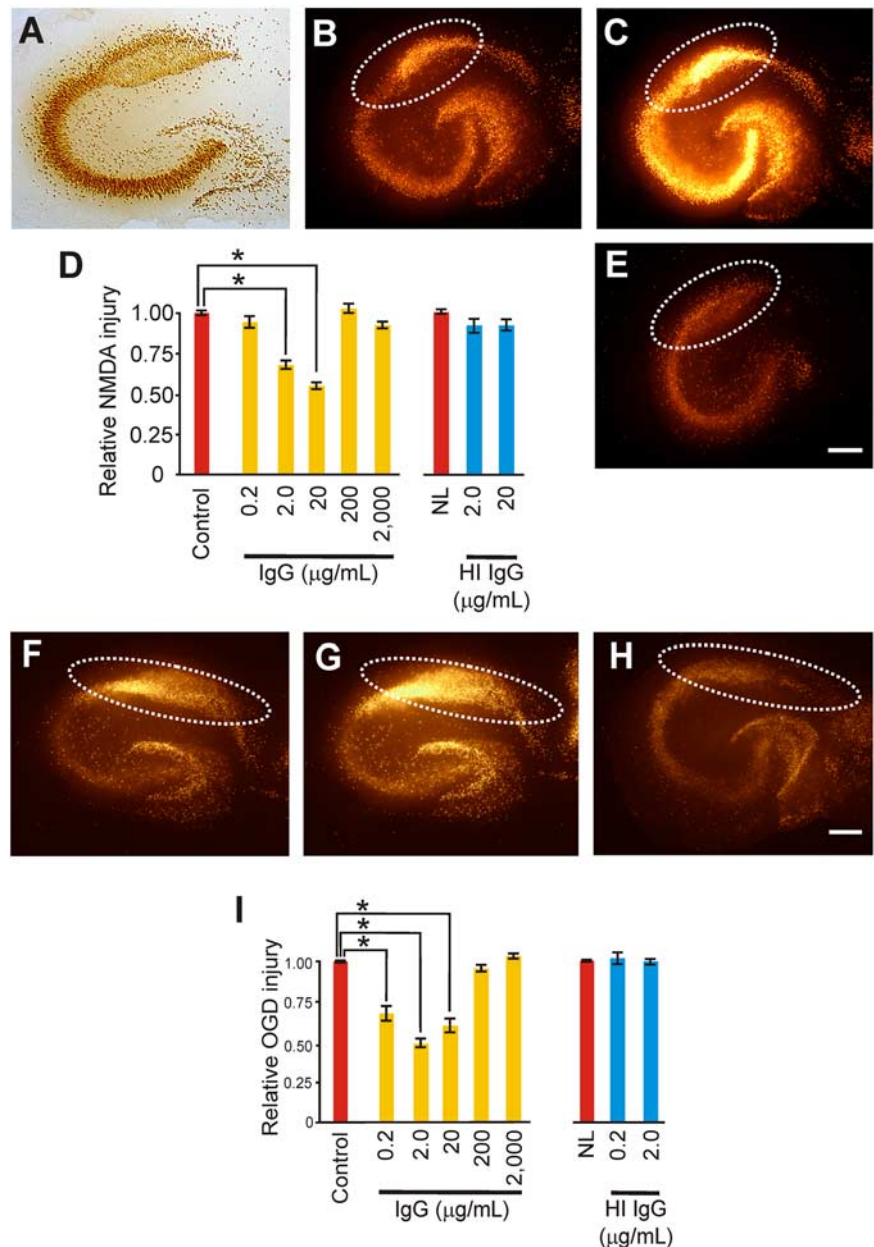 A
B
C
D
*
*
Relative NMDA injury
1.00
0.75
0.50
0.25
0
Control
0.2
2.0
20
200
2,000
IgG (μg/mL)
NL
2.0
20
HI IgG
(μg/mL)
E
F
G
H
I
*
*
*
Relative OGD injury
1.00
0.75
0.50
0.25
0
Control
0.2
2.0
20
200
2,000
IgG (μg/mL)
NL
0.2
2.0
HI IgG
(μg/mL)